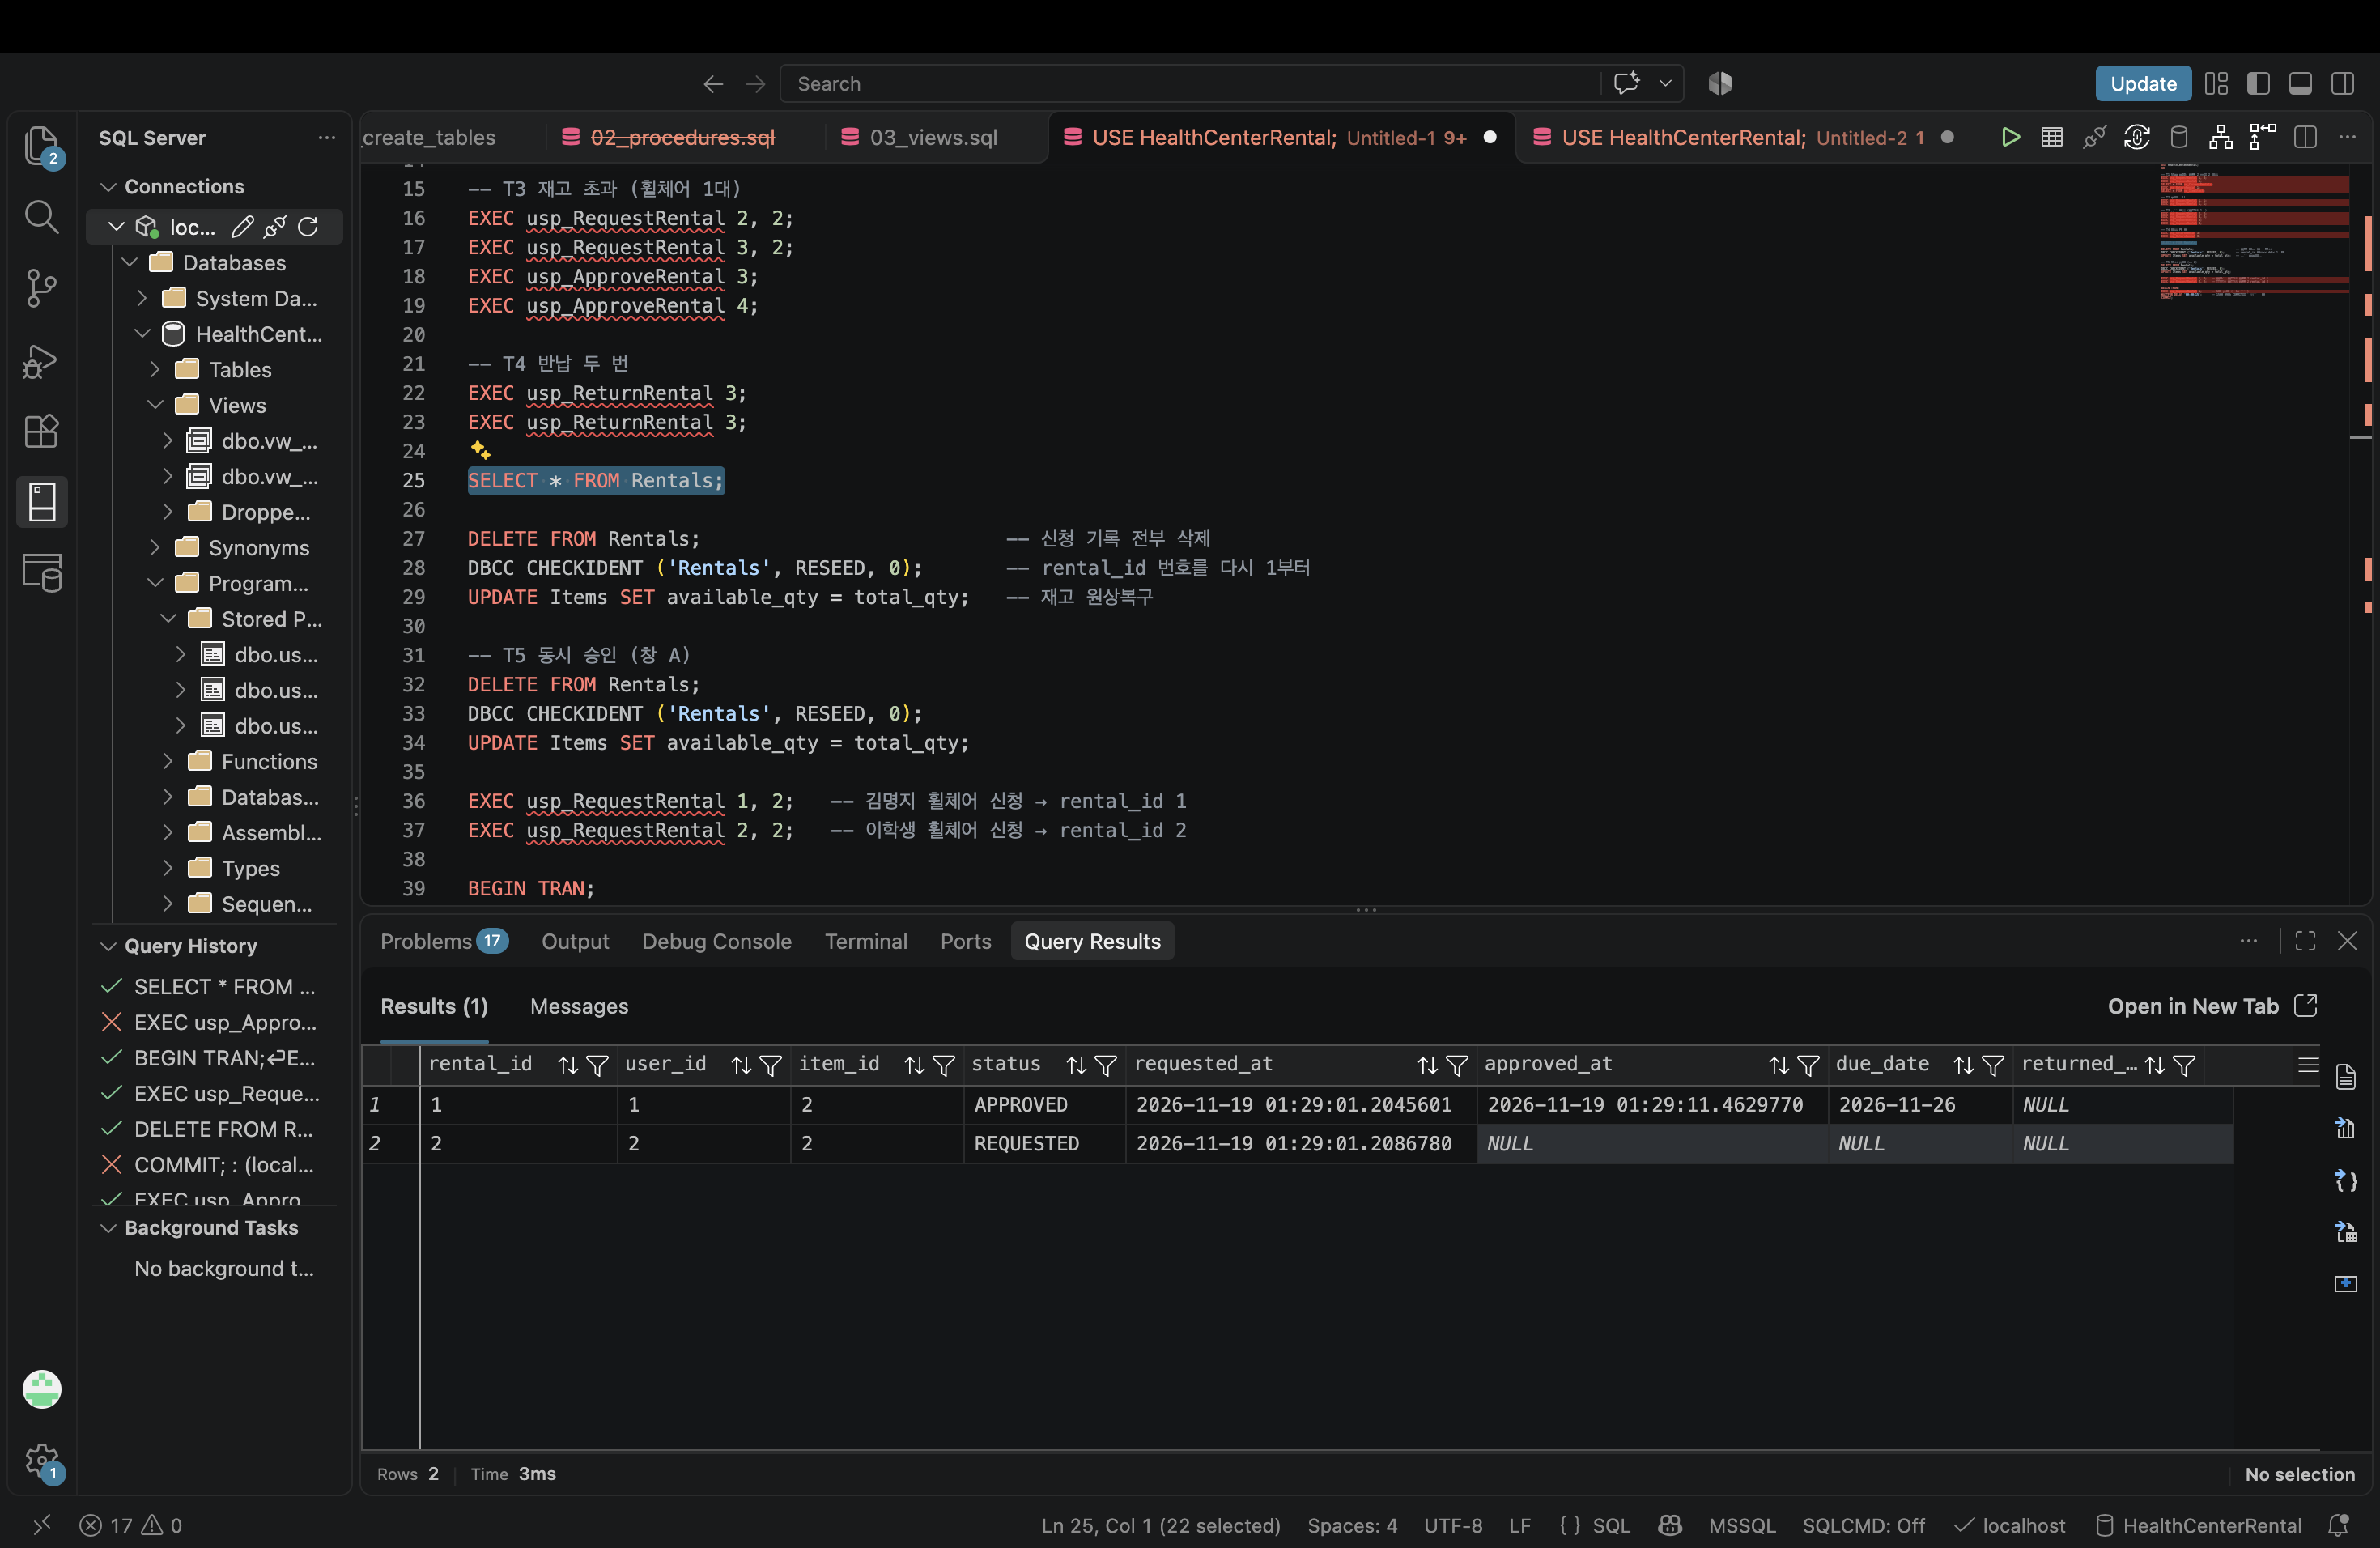 Search
Update
SQL Server
create_tables
02_procedures.sql
03_views.sql
USE HealthCenterRental; Untitled-1 9+
USE HealthCenterRental; Untitled-2 1
2
Connections
loc...
Databases
System Da...
HealthCent...
Tables
Views
dbo.vw_...
dbo.vw_...
Droppe...
Synonyms
Program...
Stored P...
dbo.us...
dbo.us...
dbo.us...
Functions
Databas...
Assembl...
Types
Sequen...
15 -- T3 재고 초과 (휠체어 1대)
16 EXEC usp_RequestRental 2, 2;
17 EXEC usp_RequestRental 3, 2;
18 EXEC usp_ApproveRental 3;
19 EXEC usp_ApproveRental 4;
20
21 -- T4 반납 두 번
22 EXEC usp_ReturnRental 3;
23 EXEC usp_ReturnRental 3;
24
25 SELECT * FROM Rentals;
26
27 DELETE FROM Rentals; -- 신청 기록 전부 삭제
28 DBCC CHECKIDENT ('Rentals', RESEED, 0); -- rental_id 번호를 다시 1부터
29 UPDATE Items SET available_qty = total_qty; -- 재고 원상복구
30
31 -- T5 동시 승인 (창 A)
32 DELETE FROM Rentals;
33 DBCC CHECKIDENT ('Rentals', RESEED, 0);
34 UPDATE Items SET available_qty = total_qty;
35
36 EXEC usp_RequestRental 1, 2; -- 김명지 휠체어 신청 → rental_id 1
37 EXEC usp_RequestRental 2, 2; -- 이학생 휠체어 신청 → rental_id 2
38
39 BEGIN TRAN;
Query History
SELECT * FROM ...
EXEC usp_Appro...
BEGIN TRAN;⏎E...
EXEC usp_Reque...
DELETE FROM R...
COMMIT; : (local...
EXEC usp_Appro
Background Tasks
No background t...
Problems 17 Output Debug Console Terminal Ports Query Results
Results (1) Messages
Open in New Tab
rental_id user_id item_id status requested_at approved_at due_date returned_...
1 1 1 2 APPROVED 2026-11-19 01:29:01.2045601 2026-11-19 01:29:11.4629770 2026-11-26 NULL
2 2 2 2 REQUESTED 2026-11-19 01:29:01.2086780 NULL NULL NULL
Rows 2 Time 3ms
No selection
1
17 0
Ln 25, Col 1 (22 selected) Spaces: 4 UTF-8 LF {} SQL MSSQL SQLCMD: Off localhost HealthCenterRental